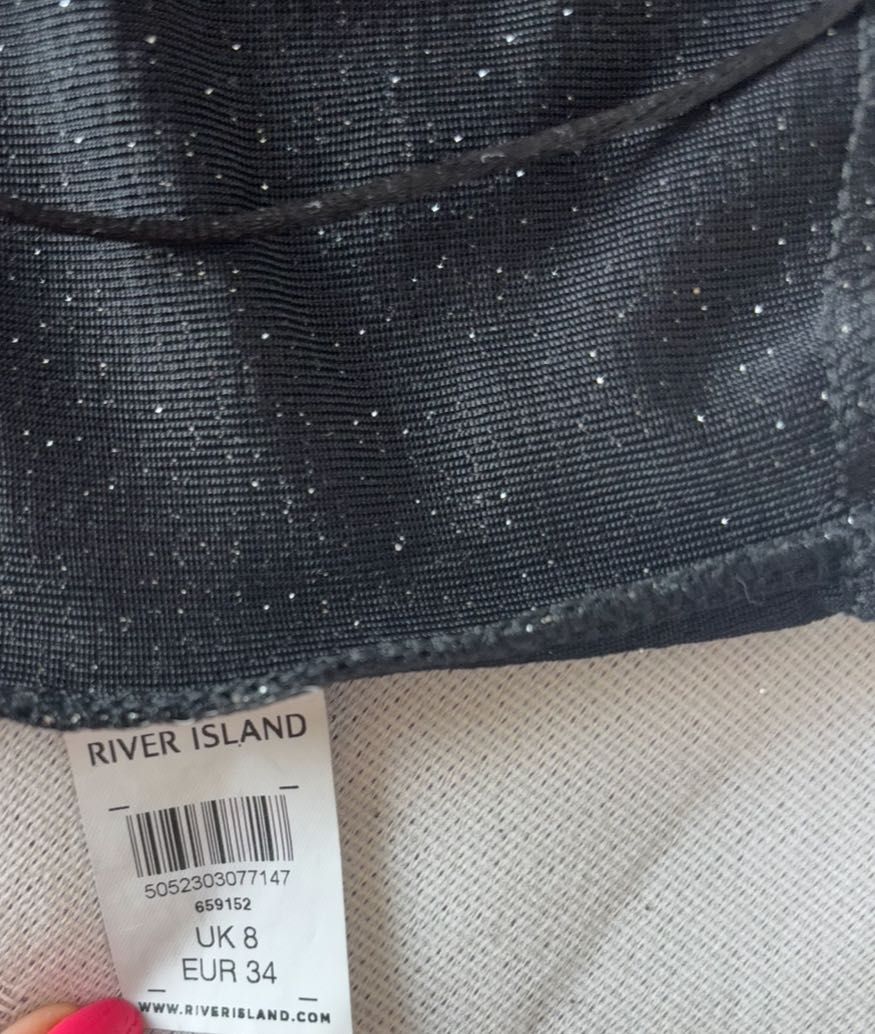 RIVER ISLAND
5052303077147
659152
UK 8
EUR 34
WWW.RIVERISLAND.COM